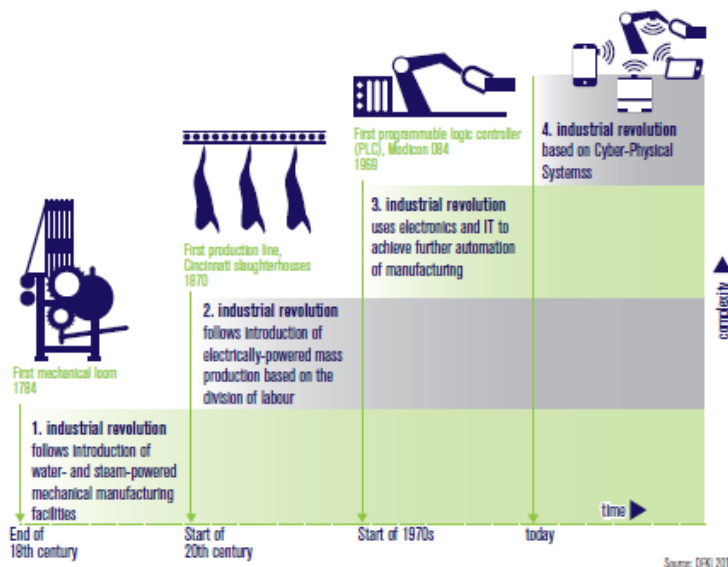 First programmable logic controller
(PLC), Modicon 084
1969
4. industrial revolution
based on Cyber-Physical
Systemss
3. industrial revolution
uses electronics and IT to
achieve further automation
of manufacturing
First production line,
Cincinnati slaughterhouses
1870
2. industrial revolution
follows introduction of
electrically-powered mass
production based on the
division of labour
First mechanical loom
1784
1. industrial revolution
follows introduction of
water- and steam-powered
mechanical manufacturing
facilities
complexity
time
End of
18th century
Start of
20th century
Start of 1970s
today
Source: DFKI